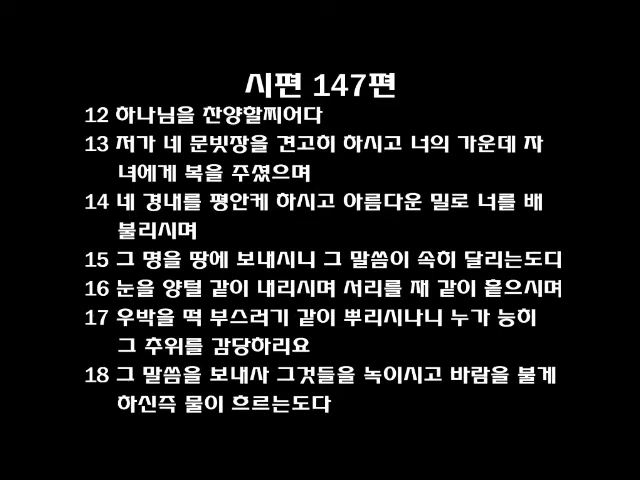 시편 147편
12 하나님을 찬양할찌어다
13 저가 네 문빗장을 견고히 하시고 너의 가운데 자
녀에게 복을 주셨으며
14 네 경내를 평안케 하시고 아름다운 밀로 너를 배
불리시며
15 그 명을 땅에 보내시니 그 말씀이 속히 달리는도디
16 눈을 양털 같이 내리시며 서리를 재 같이 흩으시며
17 우박을 떡 부스러기 같이 뿌리시나니 누가 능히
그 추위를 감당하리요
18 그 말씀을 보내사 그것들을 녹이시고 바람을 불게
하신즉 물이 흐르는도다